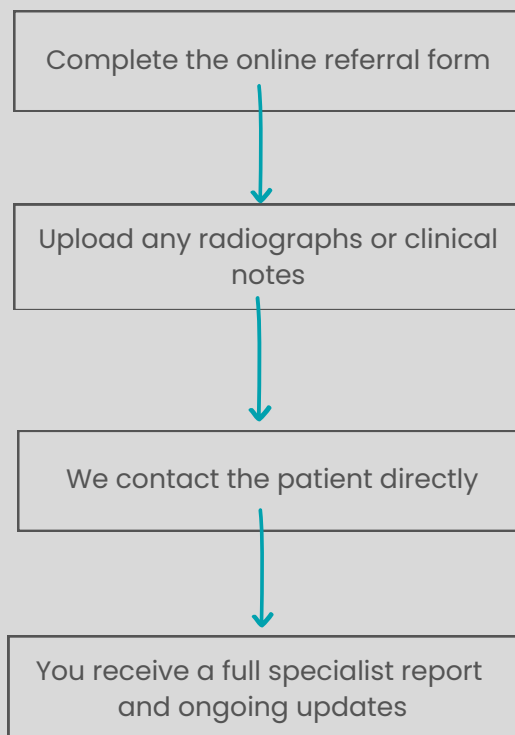 Complete the online referral form
Upload any radiographs or clinical
notes
We contact the patient directly
You receive a full specialist report
and ongoing updates